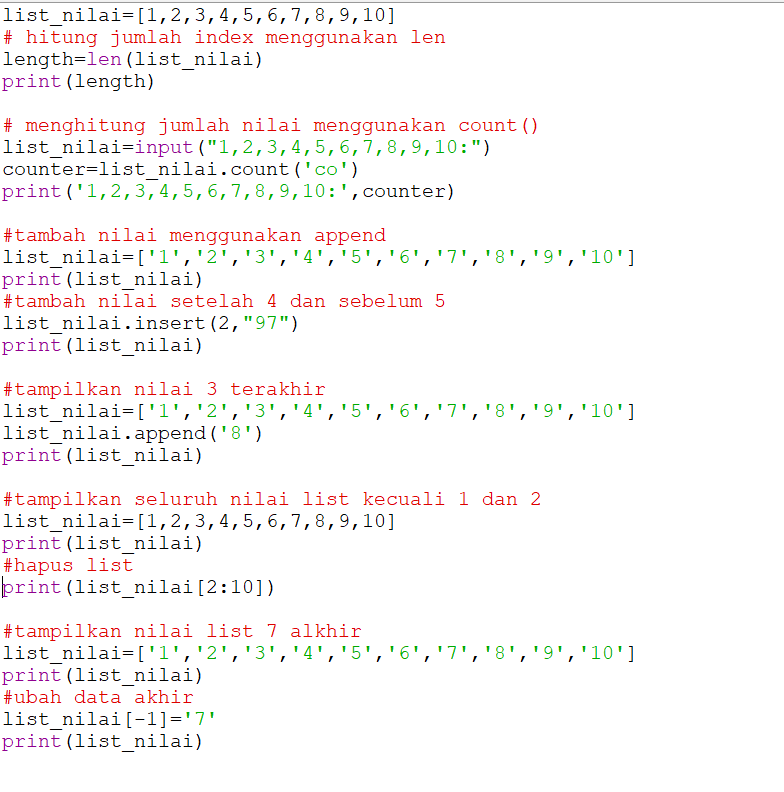 list_nilai=[1,2,3,4,5,6,7,8,9,10]
# hitung jumlah index menggunakan len
length=len(list_nilai)
print(length)
# menghitung jumlah nilai menggunakan count()
list_nilai=input("1,2,3,4,5,6,7,8,9,10:")
counter=list_nilai.count('co')
print('1,2,3,4,5,6,7,8,9,10:',counter)
#tambah nilai menggunakan append
list_nilai=['1','2','3','4','5','6','7','8','9','10']
print(list_nilai)
#tambah nilai setelah 4 dan sebelum 5
list_nilai.insert(2,"97")
print(list_nilai)
#tampilkan nilai 3 terakhir
list_nilai=['1','2','3','4','5','6','7','8','9','10']
list_nilai.append('8')
print(list_nilai)
#tampilkan seluruh nilai list kecuali 1 dan 2
list_nilai=[1,2,3,4,5,6,7,8,9,10]
print(list_nilai)
#hapus list
print(list_nilai[2:10])
#tampilkan nilai list 7 alkhir
list_nilai=['1','2','3','4','5','6','7','8','9','10']
print(list_nilai)
#ubah data akhir
list_nilai[-1]='7'
print(list_nilai)